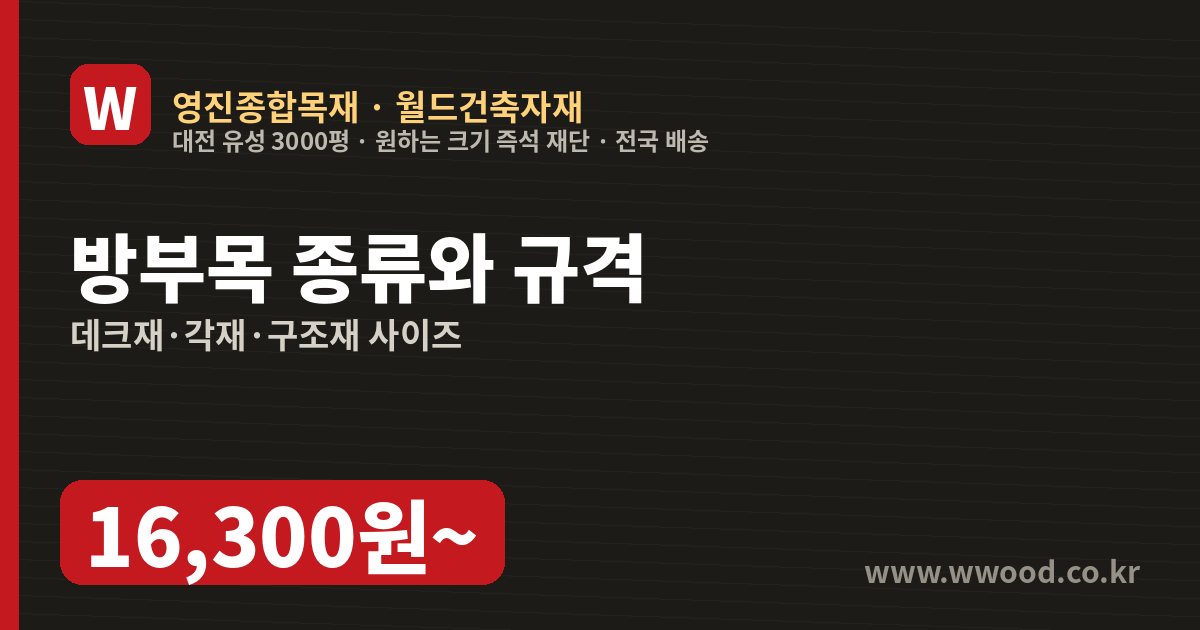 W
영진종합목재 · 월드건축자재
대전 유성 3000평 · 원하는 크기 즉석 재단 · 전국 배송
방부목 종류와 규격
데크재·각재·구조재 사이즈
16,300원~
www.wwood.co.kr